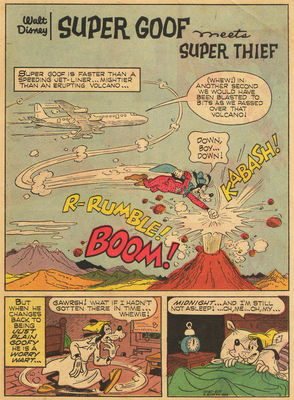 Walt
Disney
SUPER GOOF meets
SUPER THIEF
SUPER GOOF IS FASTER THAN A
SPEEDING JET-LINER... MIGHTIER
THAN AN ERUPTING VOLCANO...
(WHEW!) IN
ANOTHER SECOND
WE WOULD HAVE
BEEN BLASTED TO
BITS AS WE PASSED
OVER THAT
VOLCANO!
DOWN,
BOY...
DOWN!
KABASH!
R-RUMBLE!
BOOM!
BUT
WHEN HE
CHANGES
BACK TO
BEING
JUST
PLAIN
GOOFY
HE IS A
WORRY
WART...
GAWRSH! WHAT IF I HADN'T
GOTTEN THERE IN TIME...
WHEWIE!
MIDNIGHT...AND I'M STILL
NOT ASLEEP! ...OH, ME...OH, MY...